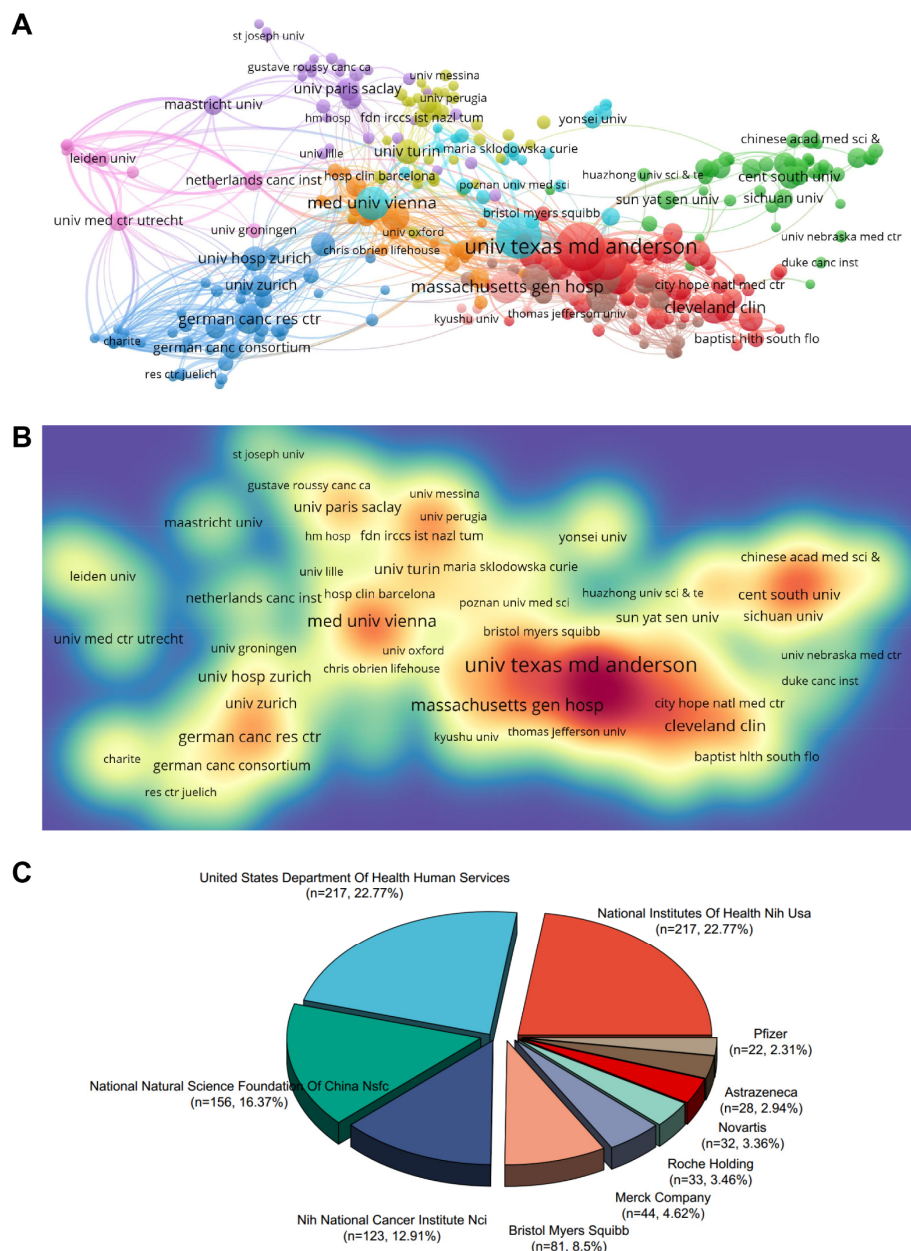 A
st joseph univ
gustave roussy canc ca
univ messina
univ paris saclay
univ perugia
maastricht univ
hm hosp
fdn irccs ist nazl tum
yonsei univ
chinese acad med sci &
leiden univ
univ lille
univ turin
maria sklodowska curie
netherlands canc inst
hosp clin barcelona
poznan univ med sci
huazhong univ sci & te
cent south univ
sun yat sen univ
sichuan univ
med univ vienna
bristol myers squibb
univ med ctr utrecht
univ groningen
univ oxford
univ texas md anderson
univ nebraska med ctr
chris obrien lifehouse
univ hosp zurich
duke canc inst
univ zurich
massachusetts gen hosp
city hope natl med ctr
german canc res ctr
kyushu univ
thomas jefferson univ
cleveland clin
charite
german canc consortium
baptist hlth south flo
res ctr juelich
B
st joseph univ
gustave roussy canc ca
univ messina
univ paris saclay
univ perugia
maastricht univ
hm hosp
fdn irccs ist nazl tum
yonsei univ
chinese acad med sci &
leiden univ
univ lille
univ turin
maria sklodowska curie
netherlands canc inst
hosp clin barcelona
poznan univ med sci
huazhong univ sci & te
cent south univ
sun yat sen univ
sichuan univ
med univ vienna
bristol myers squibb
univ med ctr utrecht
univ groningen
univ oxford
univ texas md anderson
univ nebraska med ctr
chris obrien lifehouse
univ hosp zurich
duke canc inst
univ zurich
massachusetts gen hosp
city hope natl med ctr
german canc res ctr
kyushu univ
thomas jefferson univ
cleveland clin
charite
german canc consortium
baptist hlth south flo
res ctr juelich
C
United States Department Of Health Human Services
(n=217, 22.77%)
National Institutes Of Health Nih Usa
(n=217, 22.77%)
Pfizer
(n=22, 2.31%)
National Natural Science Foundation Of China Nsfc
(n=156, 16.37%)
Astrazeneca
(n=28, 2.94%)
Novartis
(n=32, 3.36%)
Roche Holding
(n=33, 3.46%)
Merck Company
(n=44, 4.62%)
Nih National Cancer Institute Nci
(n=123, 12.91%)
Bristol Myers Squibb
(n=81, 8.5%)